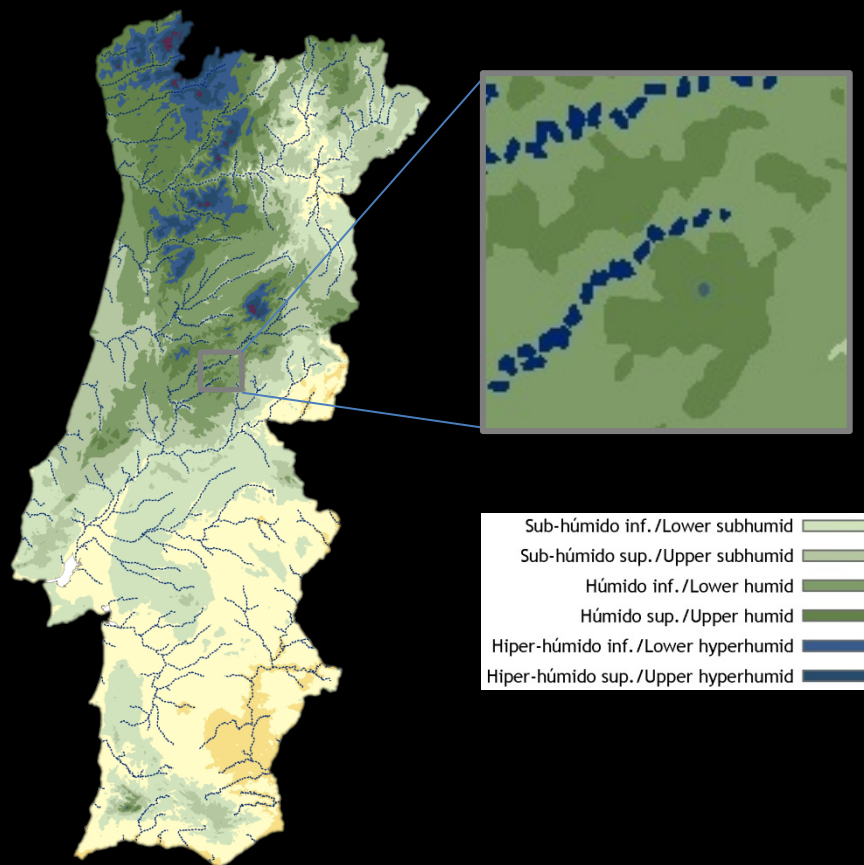 Sub-húmido inf./Lower subhumid
Sub-húmido sup./Upper subhumid
Húmido inf./Lower humid
Húmido sup./Upper humid
Hiper-húmido inf./Lower hyperhumid
Hiper-húmido sup./Upper hyperhumid